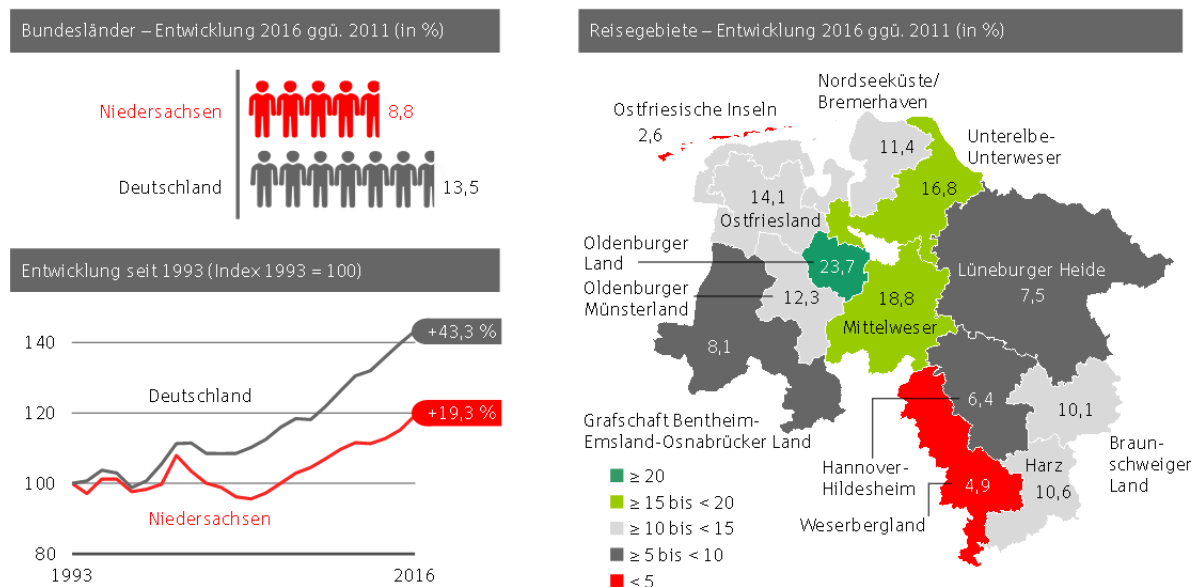 Bundesländer – Entwicklung 2016 ggü. 2011 (in %)
Niedersachsen
8,8
Deutschland
13,5
Entwicklung seit 1993 (Index 1993 = 100)
140
120
100
80
+43,3 %
Deutschland
+19,3 %
Niedersachsen
1993
2016
Reisegebiete – Entwicklung 2016 ggü. 2011 (in %)
Nordseeküste/
Bremerhaven
11,4
Ostfriesische Inseln
2,6
Unterelbe-
Unterweser
16,8
14,1
Ostfriesland
Oldenburger
Land
23,7
Oldenburger
Münsterland
12,3
18,8
Mittelweser
Lüneburger Heide
7,5
8,1
Grafschaft Bentheim-
Emsland-Osnabrücker Land
6,4
Hannover-
Hildesheim
10,1
Braun-
schweiger
Land
Harz
10,6
4,9
Weserbergland
≥ 20
≥ 15 bis < 20
≥ 10 bis < 15
≥ 5 bis < 10
< 5